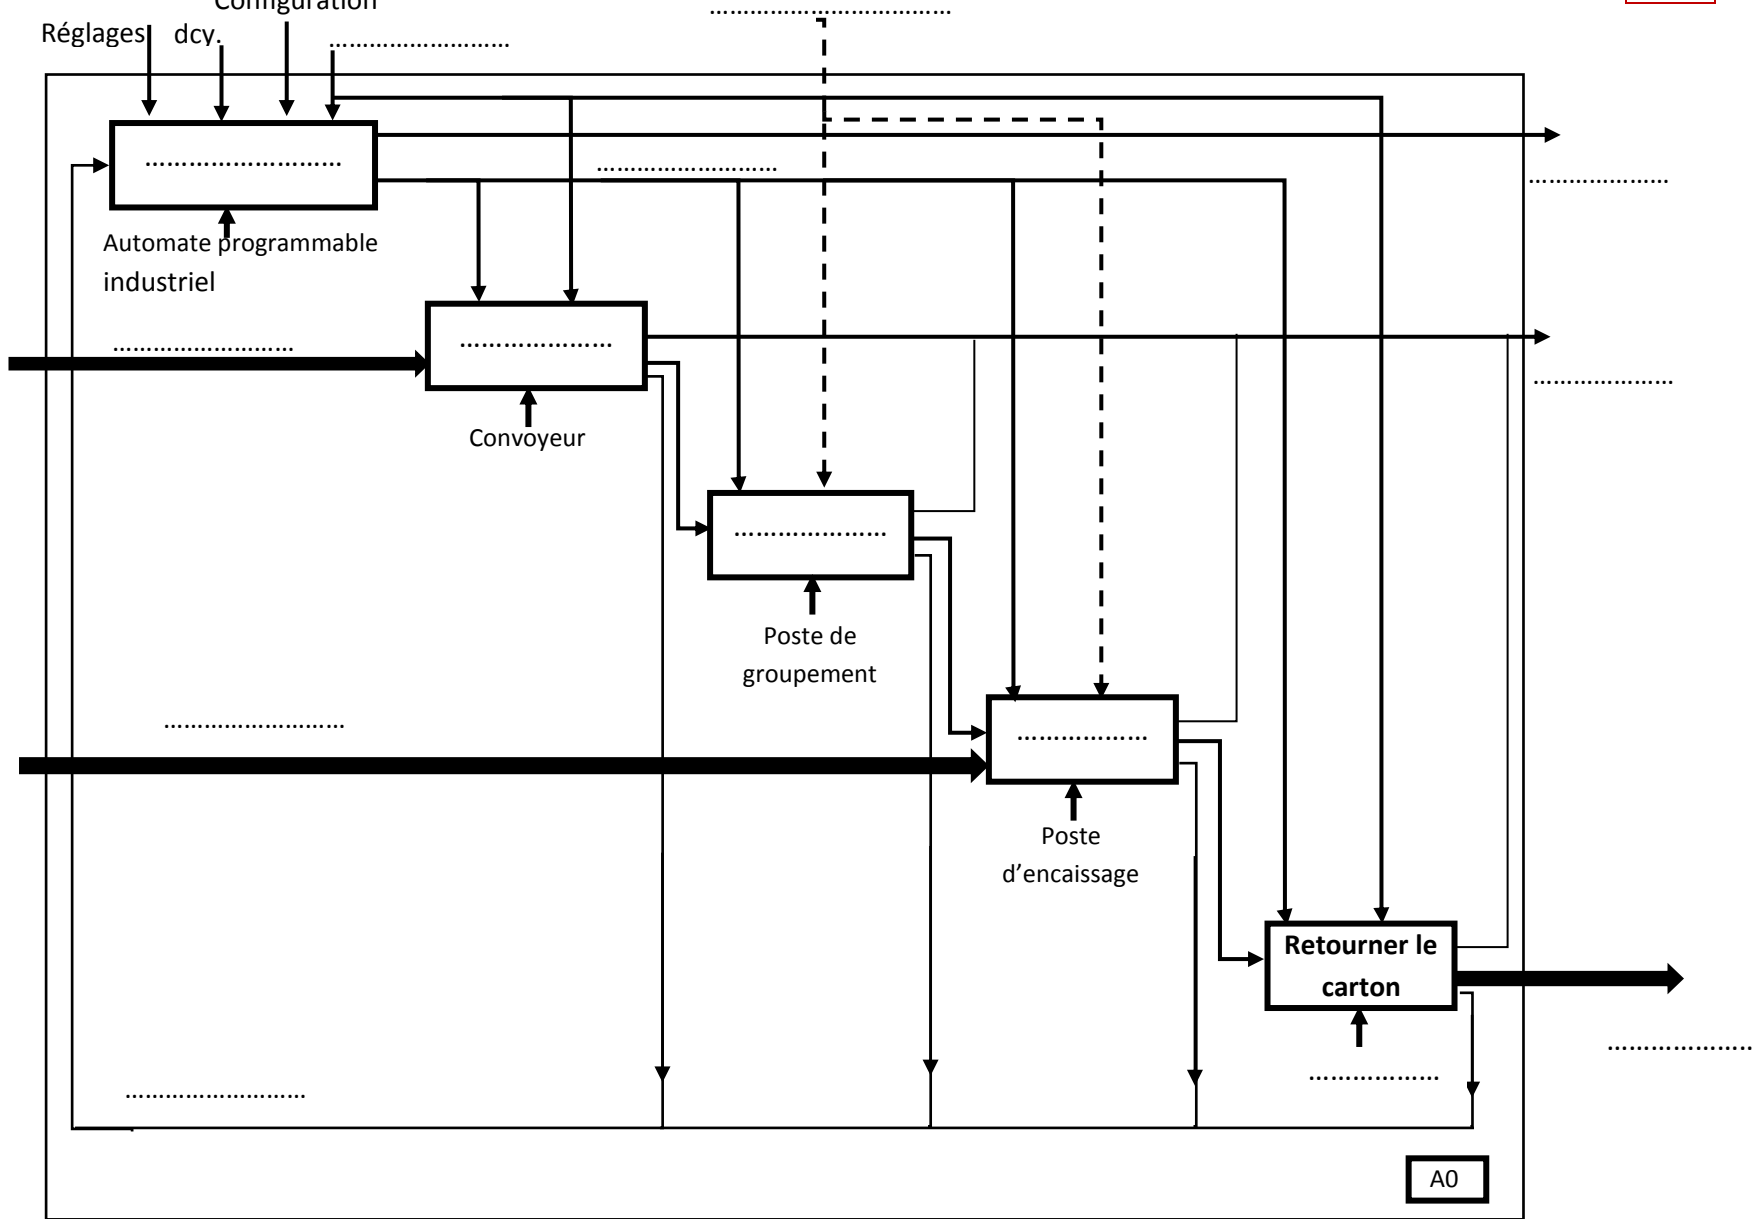 Configuration
……………………………………………
Réglages
dcy.
………………………
………………………
………………………
…………………
Automate programmable
industriel
………………………
…………………
…………………
Convoyeur
…………………
Poste de
groupement
………………………
………………
Poste
d’encaissage
Retourner le
carton
…………………
………………
………………………
A0